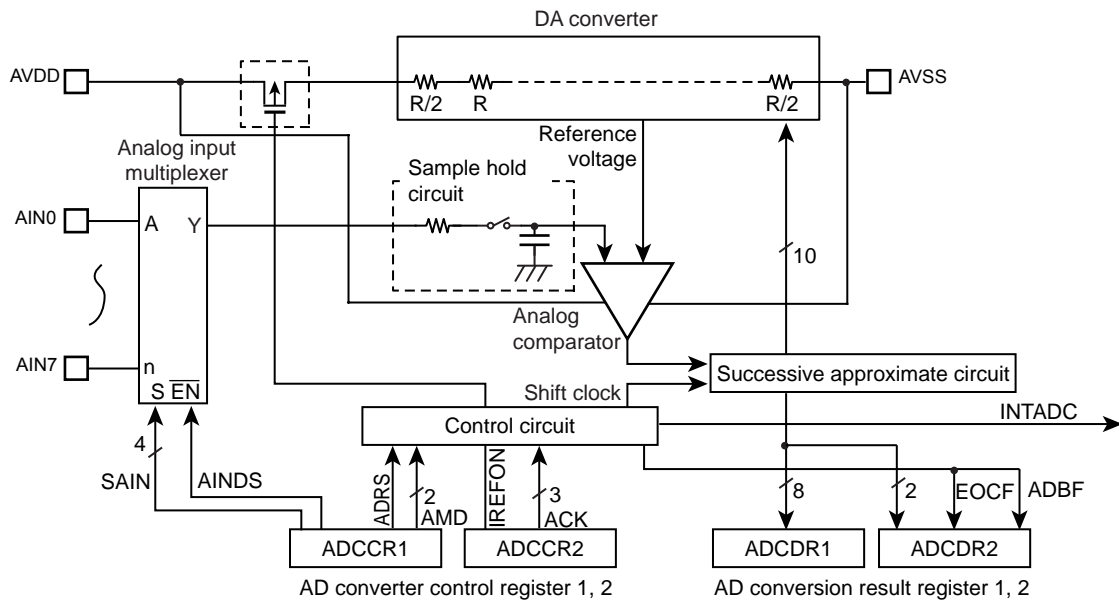 DA converter
AVDD
AVSS
R/2
R
R/2
Reference
voltage
Analog input
multiplexer
Sample hold
circuit
AIN0
A
Y
10
Analog
comparator
AIN7
n
S EN
Successive approximate circuit
Shift clock
INTADC
Control circuit
4
SAIN
AINDS
ADRS
2
AMD
IREFON
3
ACK
8
2
EOCF
ADBF
ADCCR1
ADCCR2
ADCDR1
ADCDR2
AD converter control register 1, 2
AD conversion result register 1, 2